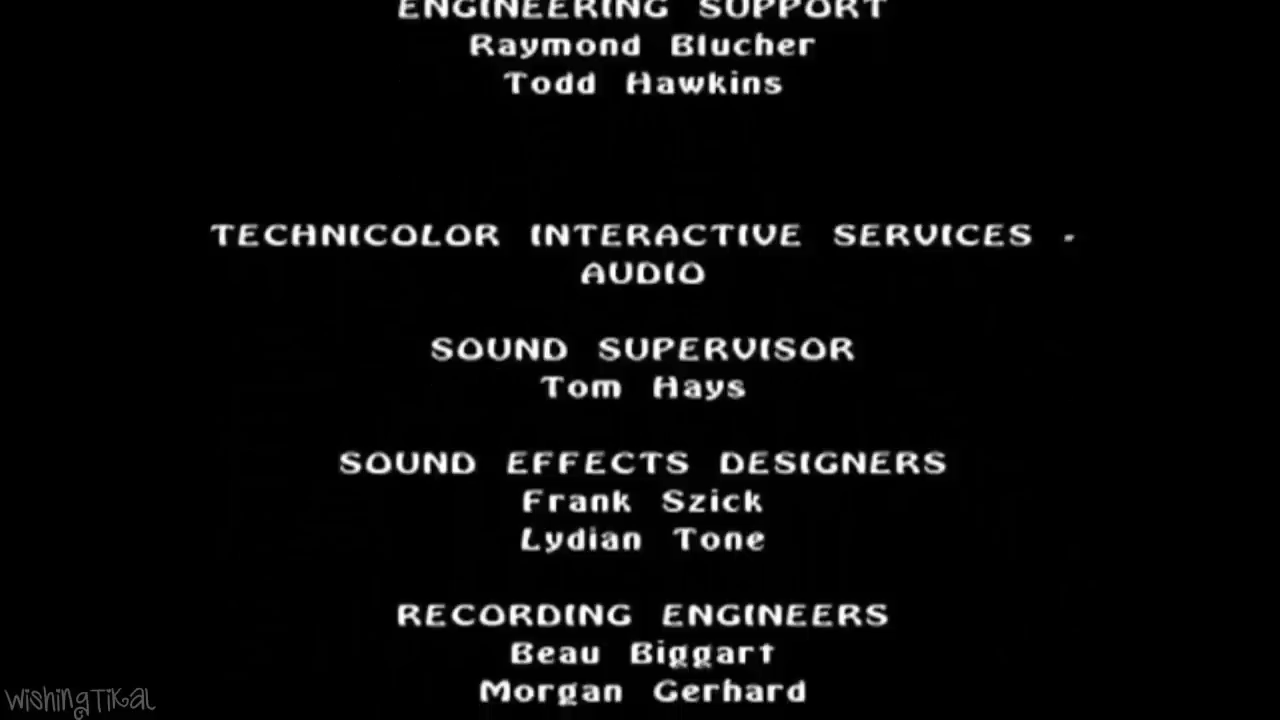 ENGINEERING SUPPORT
Raymond Blucher
Todd Hawkins
TECHNICOLOR INTERACTIVE SERVICES -
AUDIO
SOUND SUPERVISOR
Tom Hays
SOUND EFFECTS DESIGNERS
Frank Szick
Lydian Tone
RECORDING ENGINEERS
Beau Biggart
Morgan Gerhard
WishingTikal